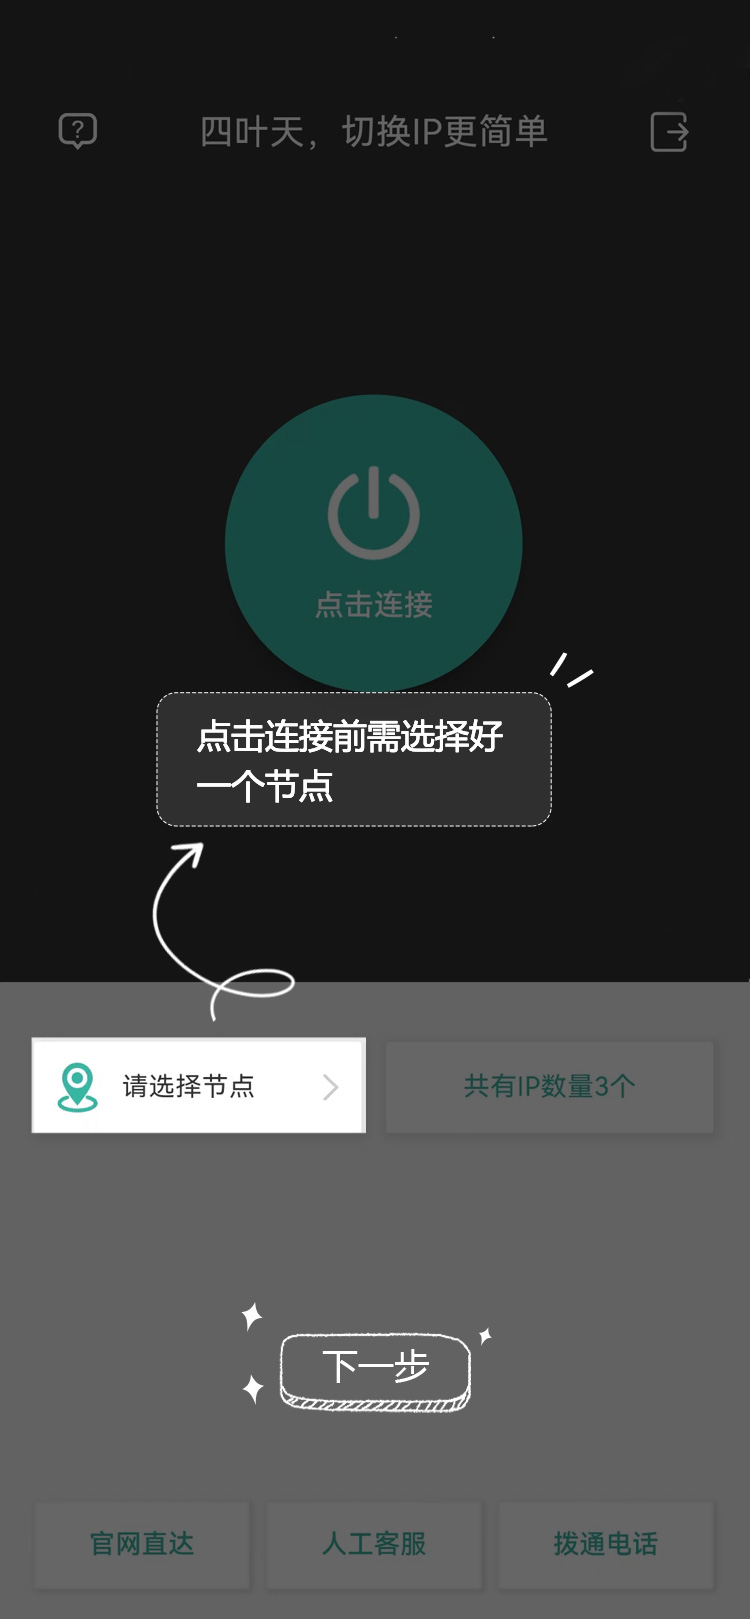 四叶天，切换IP更简单
点击连接
点击连接前需选择好
一个节点
请选择节点
共有IP数量3个
下一步
官网直达
人工客服
拨通电话